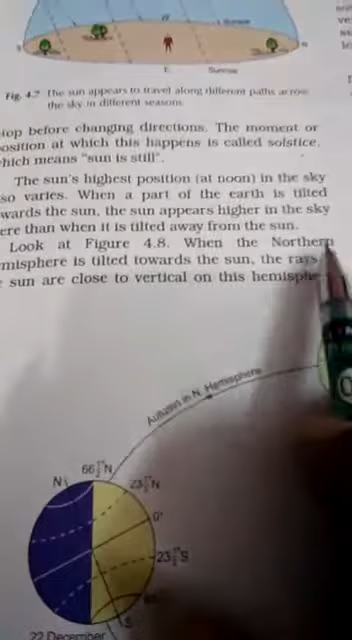 Sunrise
Fig. 4.7 The sun appears to travel along different paths across
the sky in different seasons
stop before changing directions. The moment or
position at which this happens is called solstice,
which means "sun is still".
The sun's highest position (at noon) in the sky
so varies. When a part of the earth is tilted
wards the sun, the sun appears higher in the sky
ere than when it is tilted away from the sun.
Look at Figure 4.8. When the Northern
misphere is tilted towards the sun, the rays
sun are close to vertical on this hemisphe
Autumn in N. Hemisphere
66½°N
N
23½°N
0°
23½°S
S
22 December